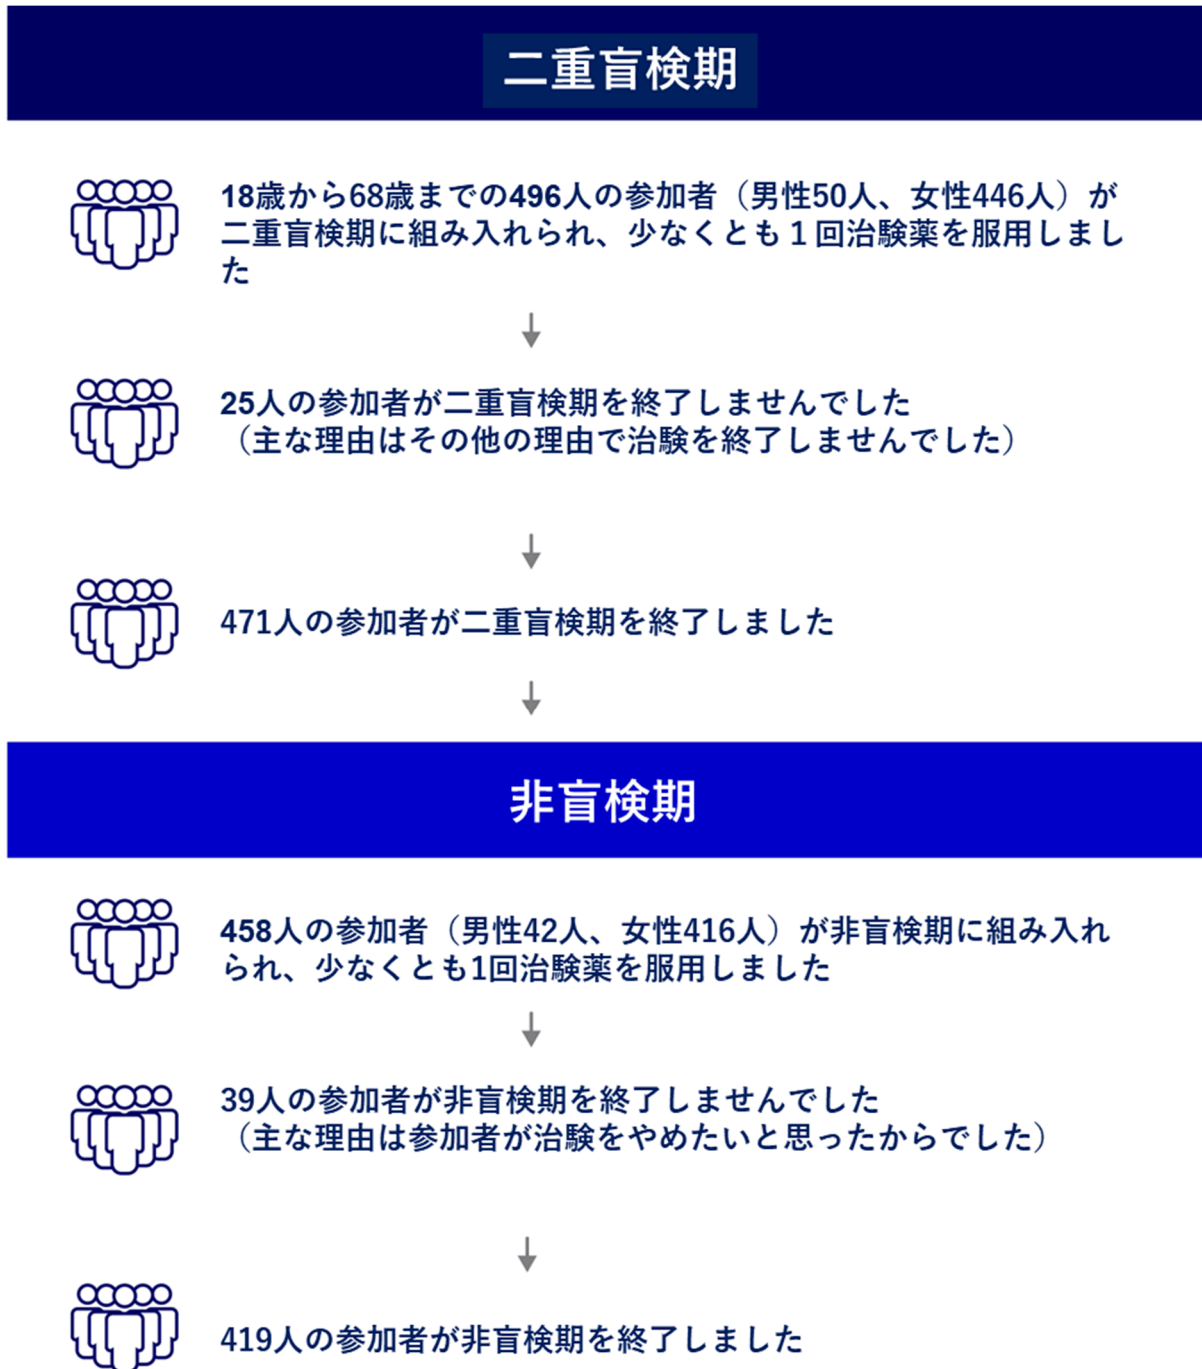 二重盲検期
18歳から68歳までの496人の参加者（男性50人、女性446人）が
二重盲検期に組み入れられ、少なくとも１回治験薬を服用しまし
た
25人の参加者が二重盲検期を終了しませんでした
（主な理由はその他の理由で治験を終了しませんでした）
471人の参加者が二重盲検期を終了しました
非盲検期
458人の参加者（男性42人、女性416人）が非盲検期に組み入れ
られ、少なくとも1回治験薬を服用しました
39人の参加者が非盲検期を終了しませんでした
（主な理由は参加者が治験をやめたいと思ったからでした）
419人の参加者が非盲検期を終了しました